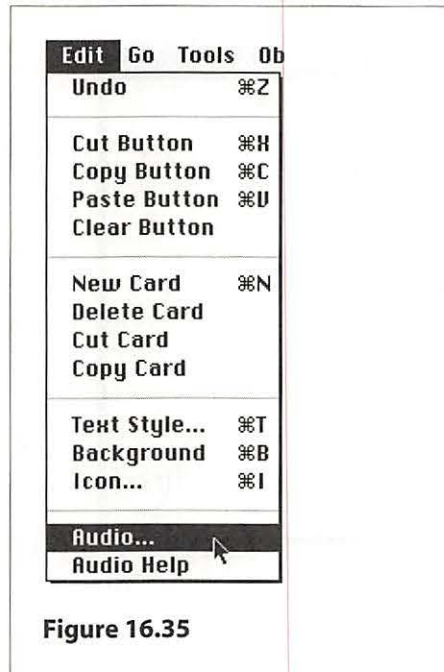 Edit Go Tools Ob
Undo ⌘Z
Cut Button ⌘X
Copy Button ⌘C
Paste Button ⌘V
Clear Button
New Card ⌘N
Delete Card
Cut Card
Copy Card
Text Style... ⌘T
Background ⌘B
Icon... ⌘I
Audio...
Audio Help
Figure 16.35